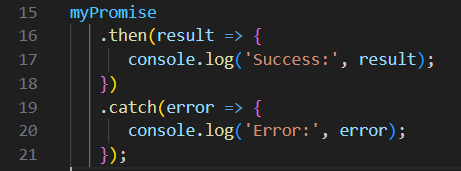 15 myPromise
16 .then(result => {
17 console.log('Success:', result);
18 })
19 .catch(error => {
20 console.log('Error:', error);
21 });